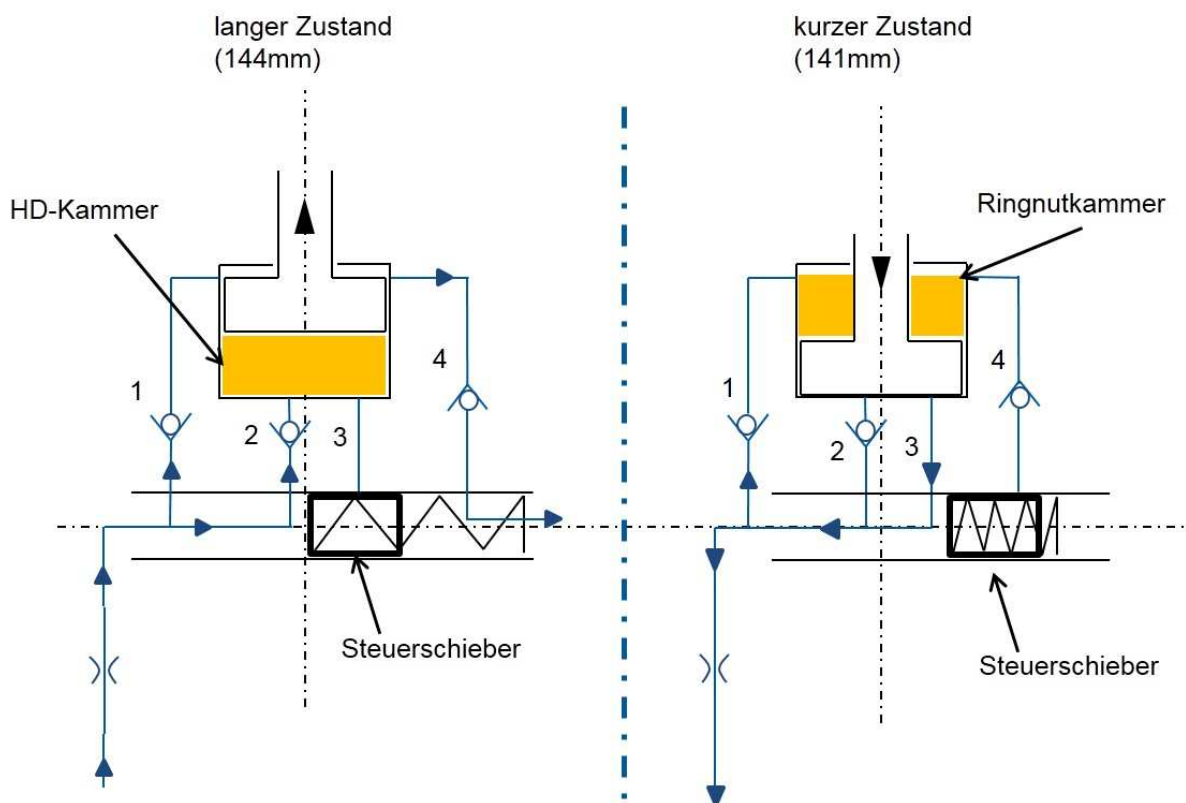 langer Zustand
(144mm)
kurzer Zustand
(141mm)
HD-Kammer
Ringnutkammer
1
2
3
4
1
2
3
4
Steuerschieber
Steuerschieber